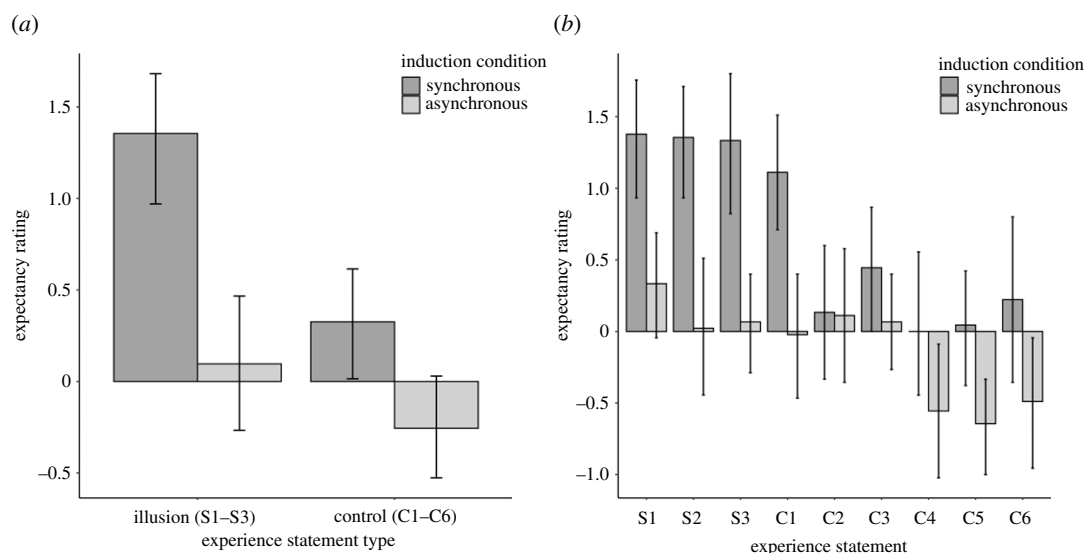 (a)
induction condition
synchronous
asynchronous
1.5
1.0
0.5
0
–0.5
expectancy rating
illusion (S1–S3) control (C1–C6)
experience statement type
(b)
induction condition
synchronous
asynchronous
1.5
1.0
0.5
0
–0.5
–1.0
expectancy rating
S1 S2 S3 C1 C2 C3 C4 C5 C6
experience statement